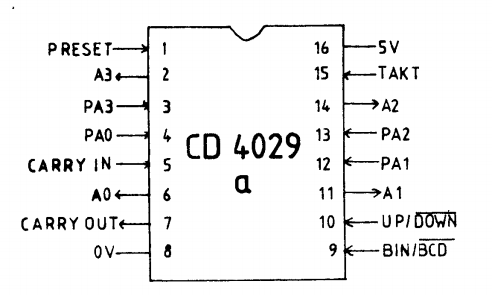 PRESET 1 16 5V
A3 2 15 TAKT
PA3 3 14 A2
PA0 4 13 PA2
CD 4029
CARRY IN 5 12 PA1
a
A0 6 11 A1
CARRY OUT 7 10 UP/DOWN
0V 8 9 BIN/BCD